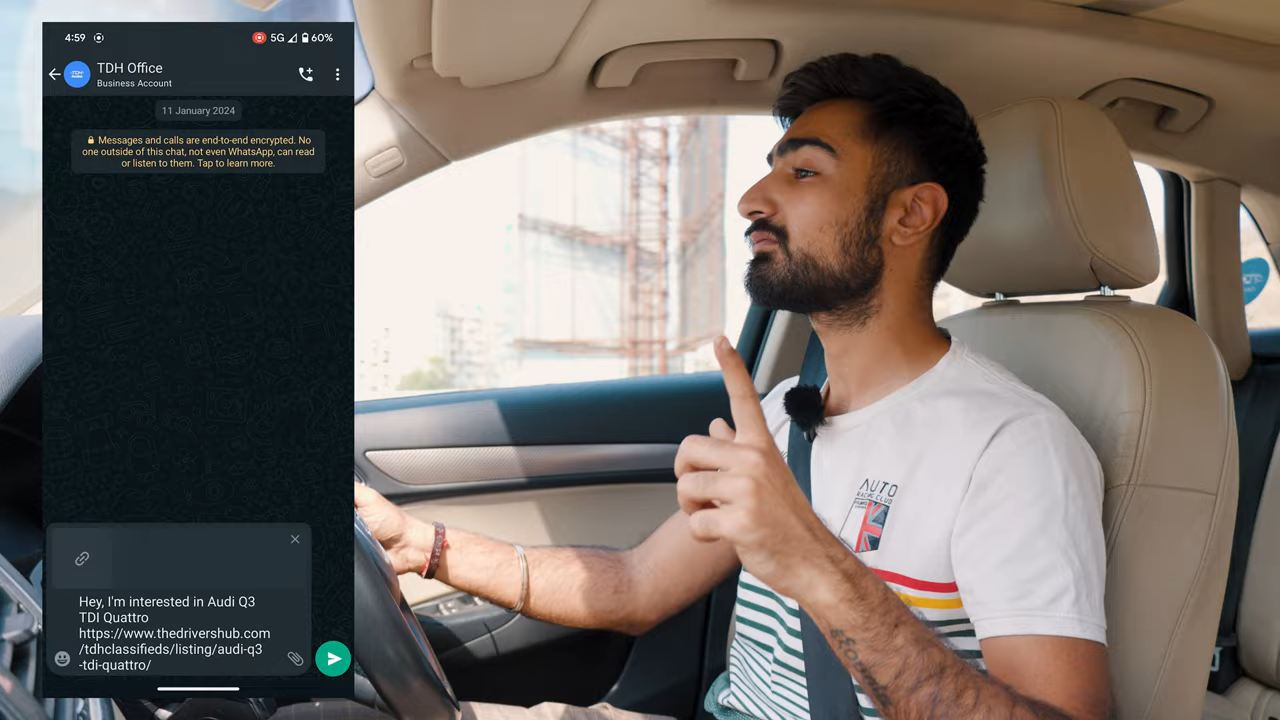 4:59
5G
60%
TDH Office
Business Account
11 January 2024
Messages and calls are end-to-end encrypted. No
one outside of this chat, not even WhatsApp, can read
or listen to them. Tap to learn more.
Hey, I'm interested in Audi Q3
TDI Quattro
https://www.thedrivershub.com
/tdhclassifieds/listing/audi-q3
-tdi-quattro/
AUTO
RACING CLUB